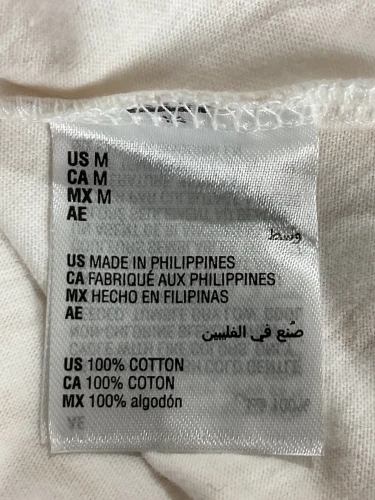 US M
CA M
MX M
AE
وسط
US MADE IN PHILIPPINES
CA FABRIQUÉ AUX PHILIPPINES
MX HECHO EN FILIPINAS
AE
صُنع في الفلبين
US 100% COTTON
CA 100% COTON
MX 100% algodón